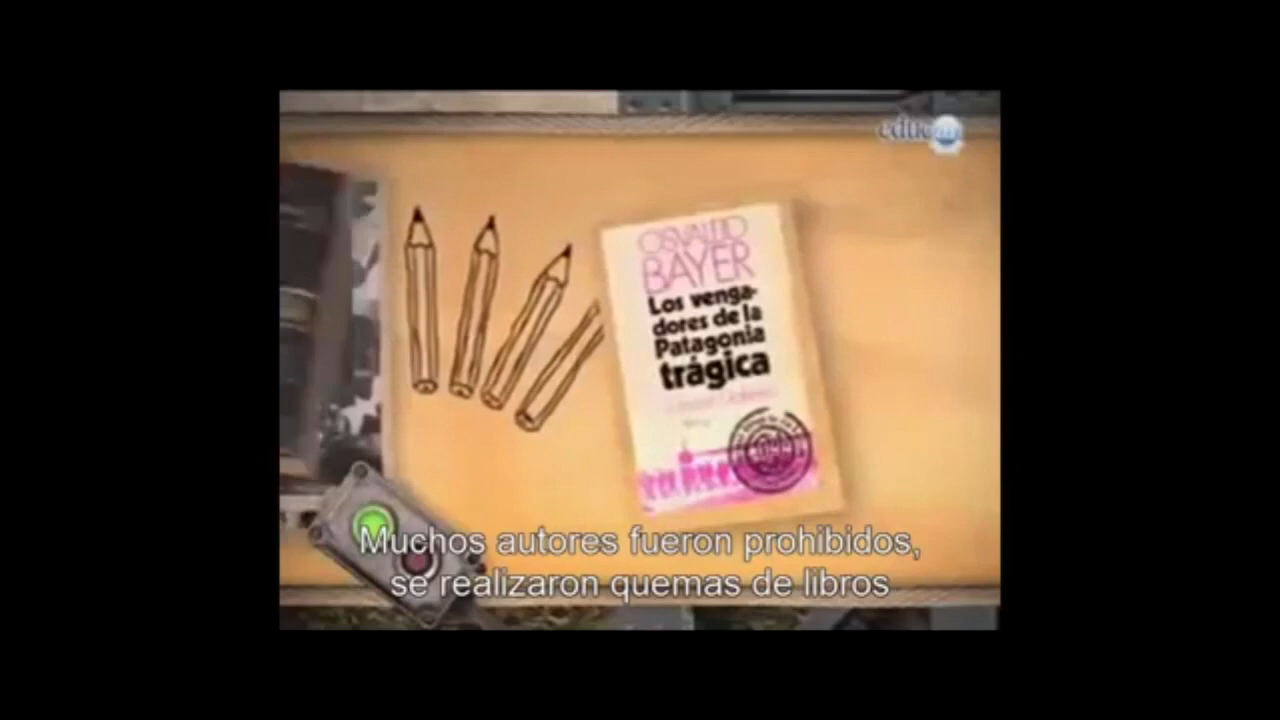 OSVALDO
BAYER
Los venga-
dores de la
Patagonia
trágica
Muchos autores fueron prohibidos,
se realizaron quemas de libros